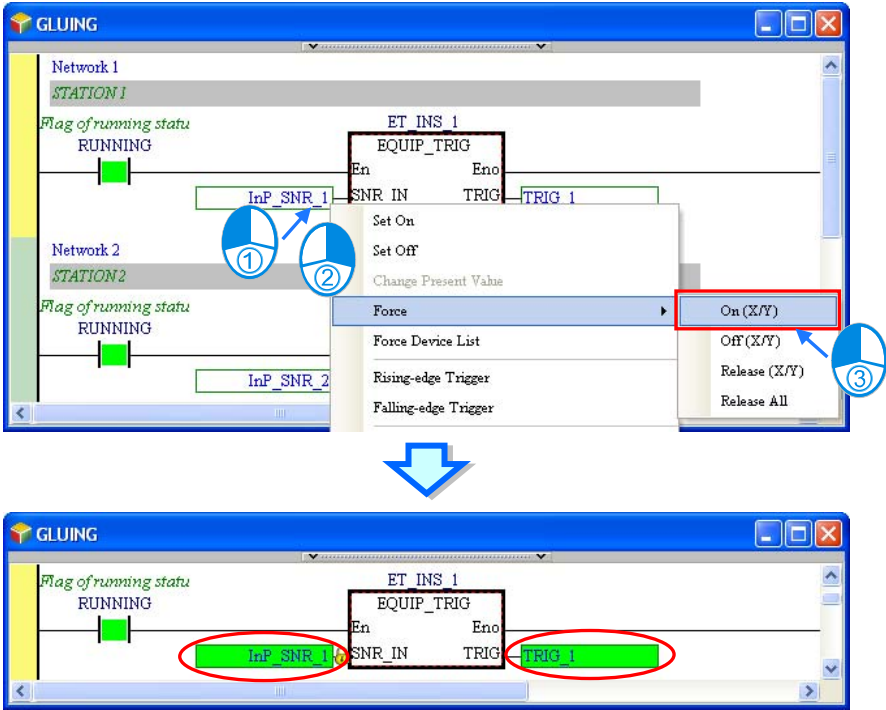 GLUING
Network 1
STATION 1
Flag of running statu
RUNNING
ET_INS_1
EQUIP_TRIG
En Eno
InP_SNR_1 SNR_IN TRIG TRIG_1
Set On
① ② Set Off
Network 2
STATION2
Change Present Value
Flag of running statu
RUNNING
Force On (X/Y)
Force Device List Off (X/Y)
InP_SNR_2 Rising-edge Trigger Release (X/Y) ③
Falling-edge Trigger Release All
GLUING
Flag of running statu
RUNNING
ET_INS_1
EQUIP_TRIG
En Eno
InP_SNR_1 SNR_IN TRIG TRIG_1